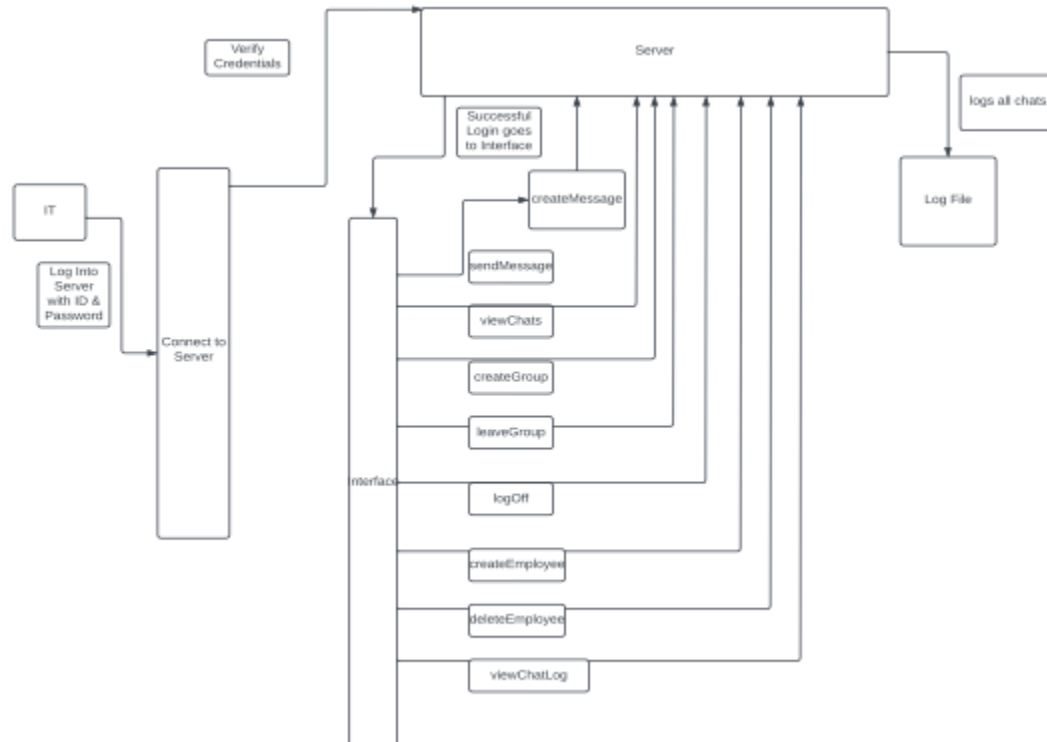 Server
Verify
Credentials
logs all chats
Successful
Login goes
to Interface
IT
createMessage
Log File
Log Into
Server
with ID &
Password
sendMessage
viewChats
Connect to
Server
createGroup
leaveGroup
Interface
logOff
createEmployee
deleteEmployee
viewChatLog